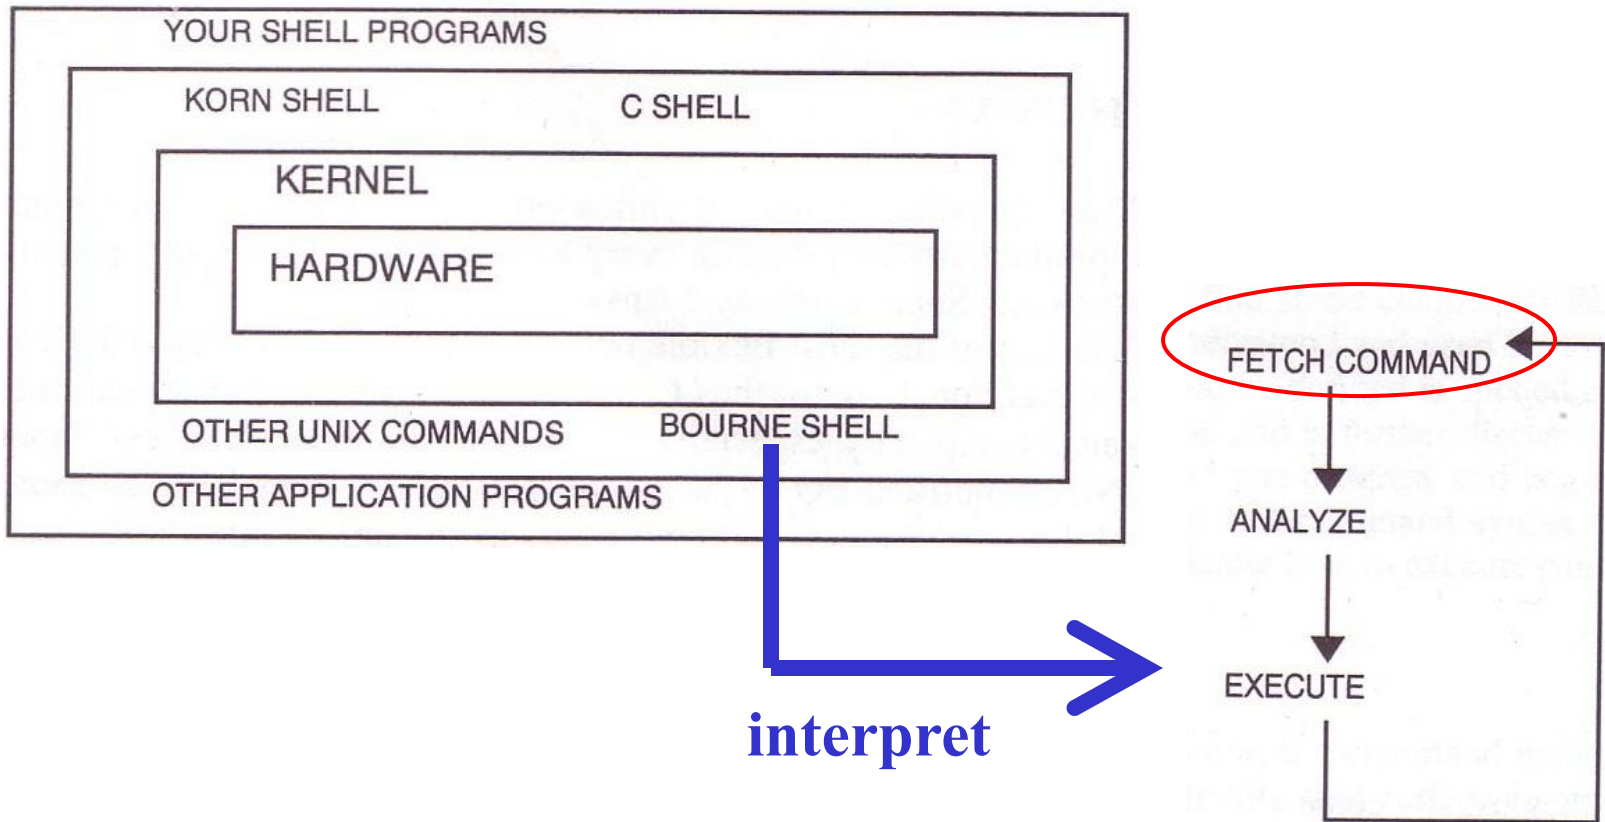 YOUR SHELL PROGRAMS
KORN SHELL
C SHELL
KERNEL
HARDWARE
OTHER UNIX COMMANDS
BOURNE SHELL
OTHER APPLICATION PROGRAMS
interpret
FETCH COMMAND
ANALYZE
EXECUTE